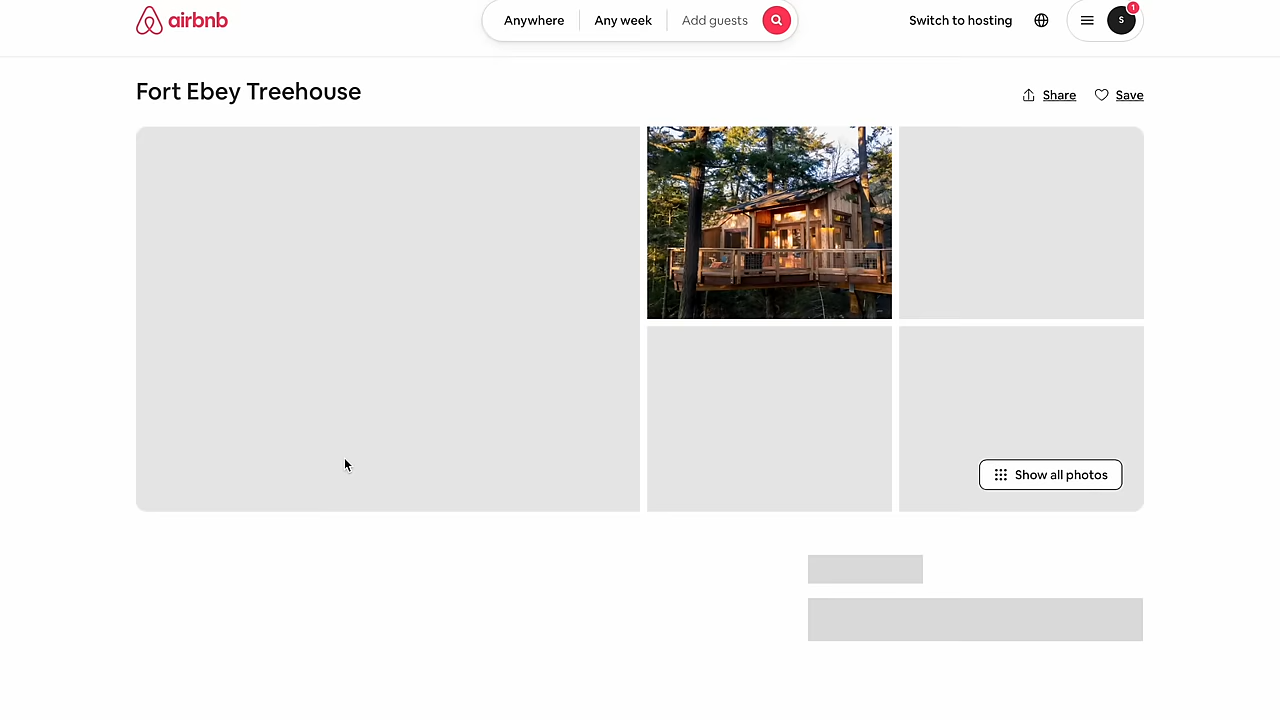 airbnb
Anywhere
Any week
Add guests
Switch to hosting
S
1
Fort Ebey Treehouse
Share
Save
Show all photos